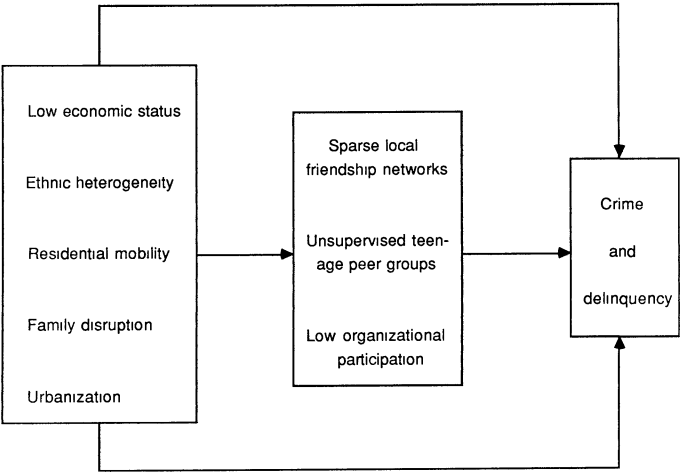 Low economic status
Ethnic heterogeneity
Residential mobility
Family disruption
Urbanization
Sparse local
friendship networks
Unsupervised teen-
age peer groups
Low organizational
participation
Crime
and
delinquency